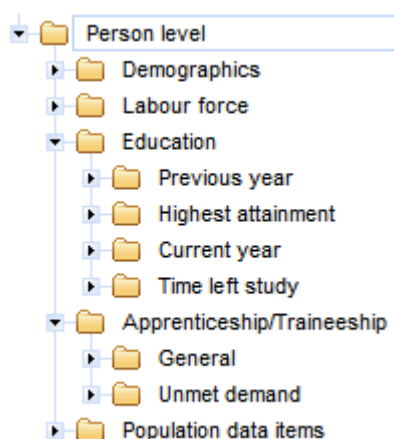 Person level
Demographics
Labour force
Education
Previous year
Highest attainment
Current year
Time left study
Apprenticeship/Traineeship
General
Unmet demand
Population data items